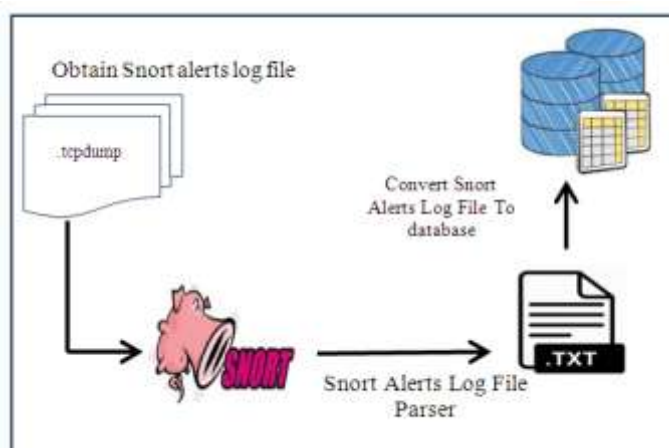 Obtain Snort alerts log file
.tcpdump
Convert Snort
Alerts Log File To
database
SNORT
.TXT
Snort Alerts Log File
Parser